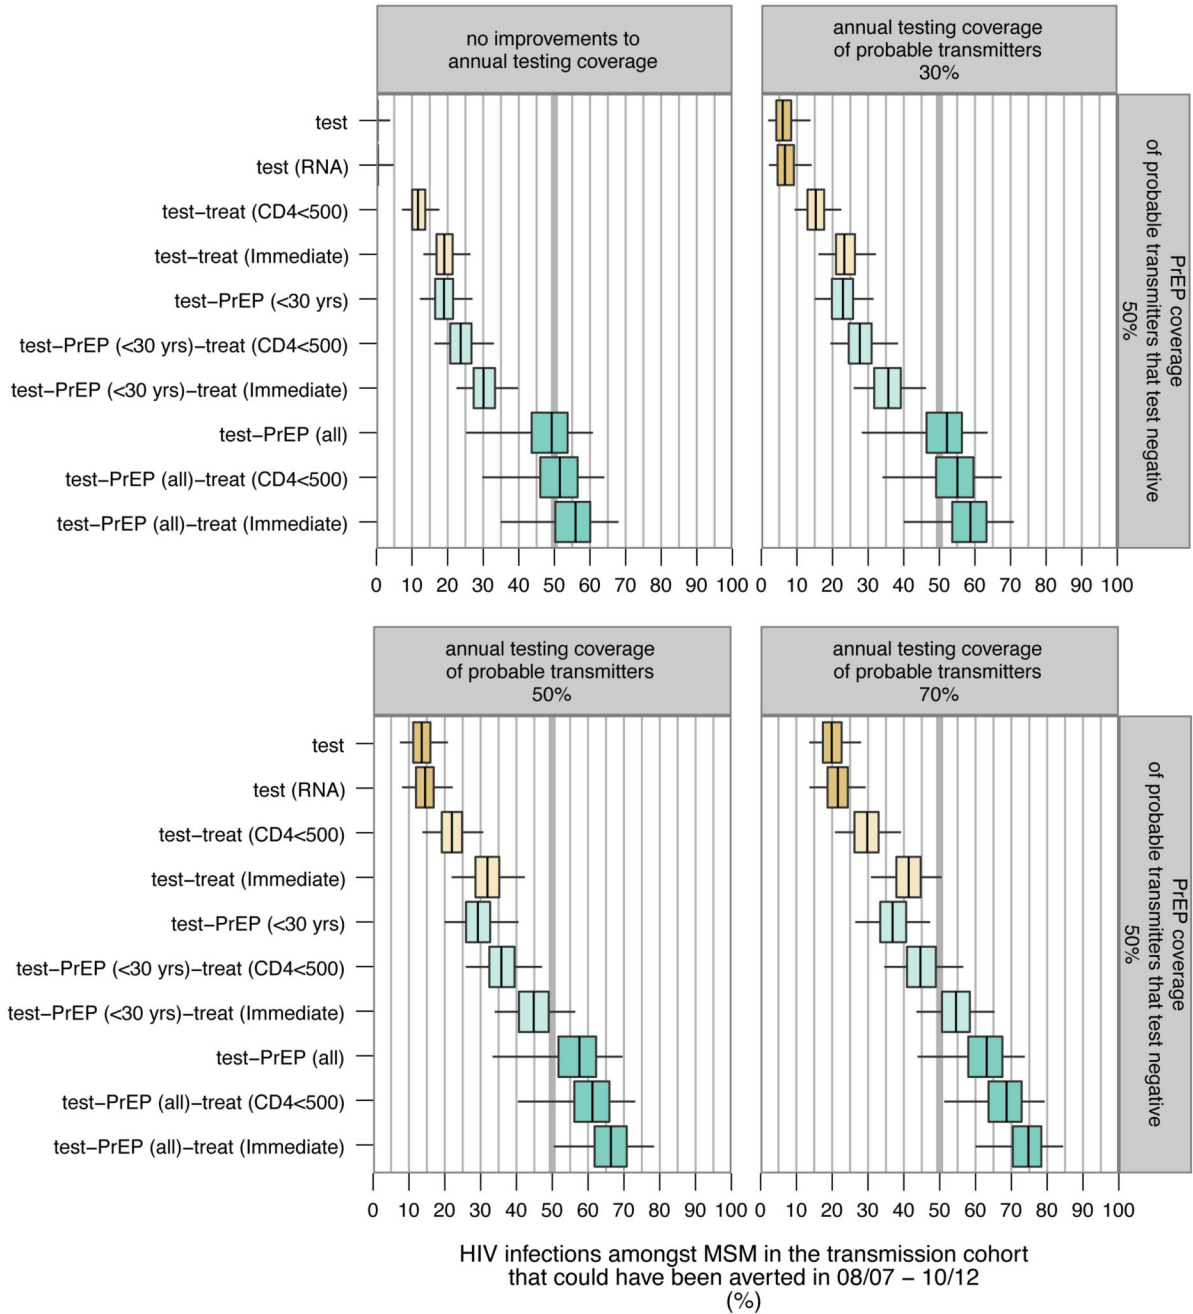 no improvements to
annual testing coverage
annual testing coverage
of probable transmitters
30%
test
test (RNA)
test–treat (CD4<500)
test–treat (Immediate)
test–PrEP (<30 yrs)
test–PrEP (<30 yrs)–treat (CD4<500)
test–PrEP (<30 yrs)–treat (Immediate)
test–PrEP (all)
test–PrEP (all)–treat (CD4<500)
test–PrEP (all)–treat (Immediate)
PrEP coverage
of probable transmitters that test negative
50%
0 10 20 30 40 50 60 70 80 90 100
0 10 20 30 40 50 60 70 80 90 100
annual testing coverage
of probable transmitters
50%
annual testing coverage
of probable transmitters
70%
test
test (RNA)
test–treat (CD4<500)
test–treat (Immediate)
test–PrEP (<30 yrs)
test–PrEP (<30 yrs)–treat (CD4<500)
test–PrEP (<30 yrs)–treat (Immediate)
test–PrEP (all)
test–PrEP (all)–treat (CD4<500)
test–PrEP (all)–treat (Immediate)
PrEP coverage
of probable transmitters that test negative
50%
0 10 20 30 40 50 60 70 80 90 100
0 10 20 30 40 50 60 70 80 90 100
HIV infections amongst MSM in the transmission cohort
that could have been averted in 08/07 – 10/12
(%)